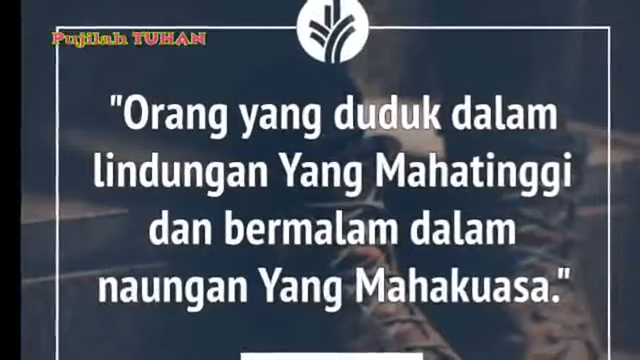 Pujilah TUHAN
"Orang yang duduk dalam
lindungan Yang Mahatinggi
dan bermalam dalam
naungan Yang Mahakuasa."